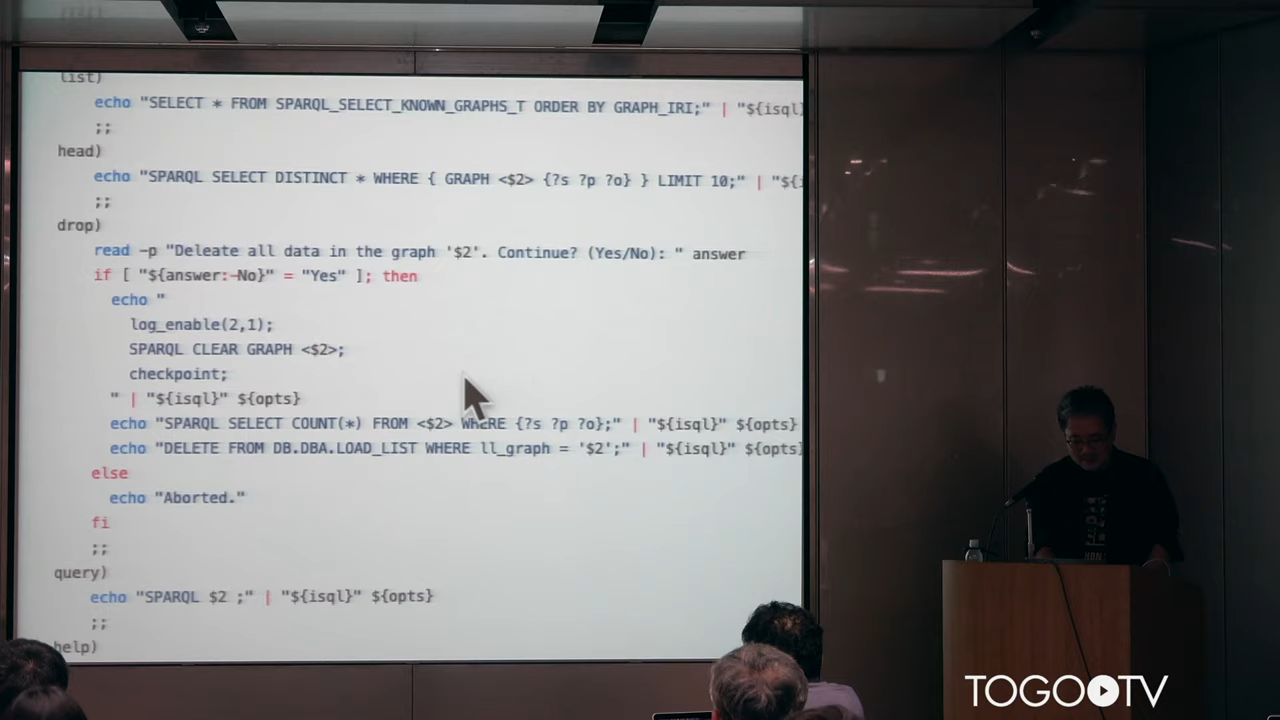 list)
echo "SELECT * FROM SPARQL_SELECT_KNOWN_GRAPHS_T ORDER BY GRAPH_IRI;" | "${isql}
;;
head)
echo "SPARQL SELECT DISTINCT * WHERE { GRAPH <$2> {?s ?p ?o} } LIMIT 10;" | "${i
;;
drop)
read -p "Deleate all data in the graph '$2'. Continue? (Yes/No): " answer
if [ "${answer:-No}" = "Yes" ]; then
echo "
log_enable(2,1);
SPARQL CLEAR GRAPH <$2>;
checkpoint;
" | "${isql}" ${opts}
echo "SPARQL SELECT COUNT(*) FROM <$2> WHERE {?s ?p ?o};" | "${isql}" ${opts}
echo "DELETE FROM DB.DBA.LOAD_LIST WHERE ll_graph = '$2';" | "${isql}" ${opts}
else
echo "Aborted."
fi
;;
query)
echo "SPARQL $2 ;" | "${isql}" ${opts}
;;
help)
TOGO TV